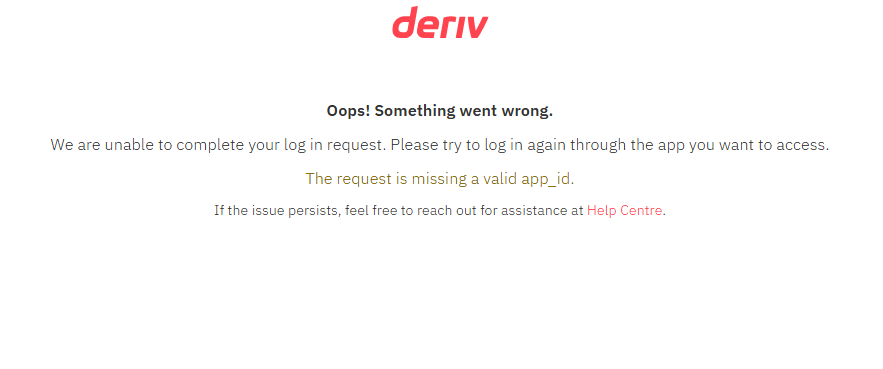 deriv
Oops! Something went wrong.
We are unable to complete your log in request. Please try to log in again through the app you want to access.
The request is missing a valid app_id.
If the issue persists, feel free to reach out for assistance at Help Centre.